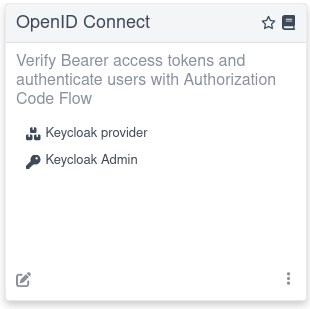 OpenID Connect
Verify Bearer access tokens and
authenticate users with Authorization
Code Flow
Keycloak provider
Keycloak Admin